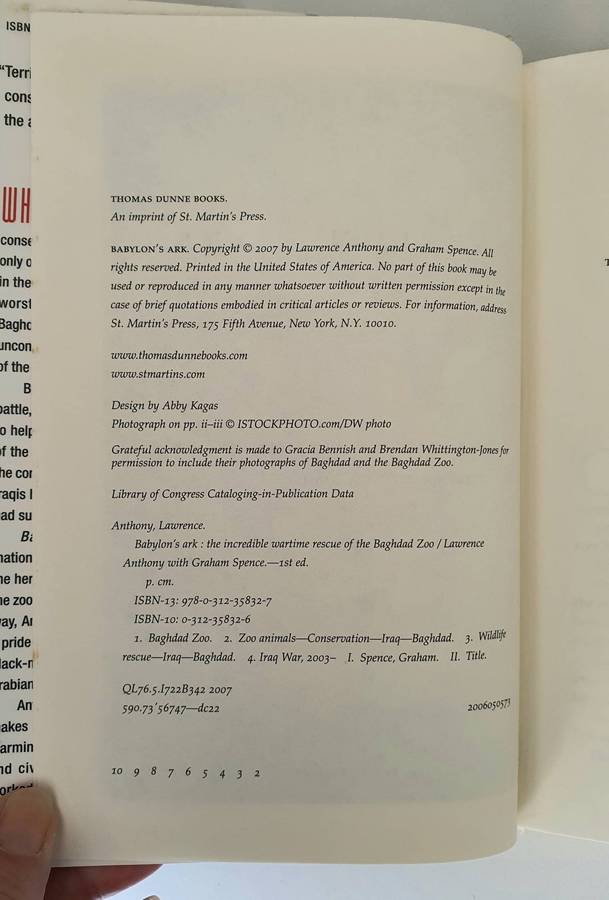 ISBN
"Terri
cons
the a
WH
conse
only o
in the
worst
Baghd
uncon
of the
B
battle,
o help
f the
he cor
raqis l
ad su
Ba
nation
he her
he zoo
ay, Ar
pride
lack-n
rabian
An
akes
armin
nd civ
THOMAS DUNNE BOOKS.
An imprint of St. Martin's Press.
BABYLON'S ARK. Copyright © 2007 by Lawrence Anthony and Graham Spence. All
rights reserved. Printed in the United States of America. No part of this book may be
used or reproduced in any manner whatsoever without written permission except in the
case of brief quotations embodied in critical articles or reviews. For information, address
St. Martin's Press, 175 Fifth Avenue, New York, N.Y. 10010.
www.thomasdunnebooks.com
www.stmartins.com
Design by Abby Kagas
Photograph on pp. ii–iii © ISTOCKPHOTO.com/DW photo
Grateful acknowledgment is made to Gracia Bennish and Brendan Whittington-Jones for
permission to include their photographs of Baghdad and the Baghdad Zoo.
Library of Congress Cataloging-in-Publication Data
Anthony, Lawrence.
Babylon's ark : the incredible wartime rescue of the Baghdad Zoo / Lawrence
Anthony with Graham Spence.—1st ed.
p. cm.
ISBN-13: 978-0-312-35832-7
ISBN-10: 0-312-35832-6
1. Baghdad Zoo. 2. Zoo animals—Conservation—Iraq—Baghdad. 3. Wildlife
rescue—Iraq—Baghdad. 4. Iraq War, 2003– I. Spence, Graham. II. Title.
QL76.5.I722B342 2007
590.73'56747—dc22 2006050573
10 9 8 7 6 5 4 3 2